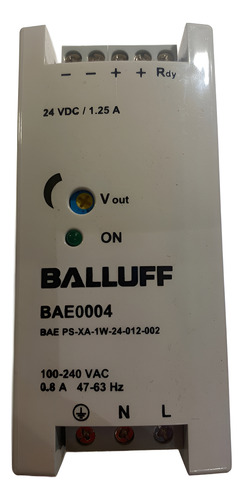 − − + + Rdy
24 VDC / 1.25 A
V out
ON
BALLUFF
BAE0004
BAE PS-XA-1W-24-012-002
100-240 VAC
0.8 A 47-63 Hz
N L